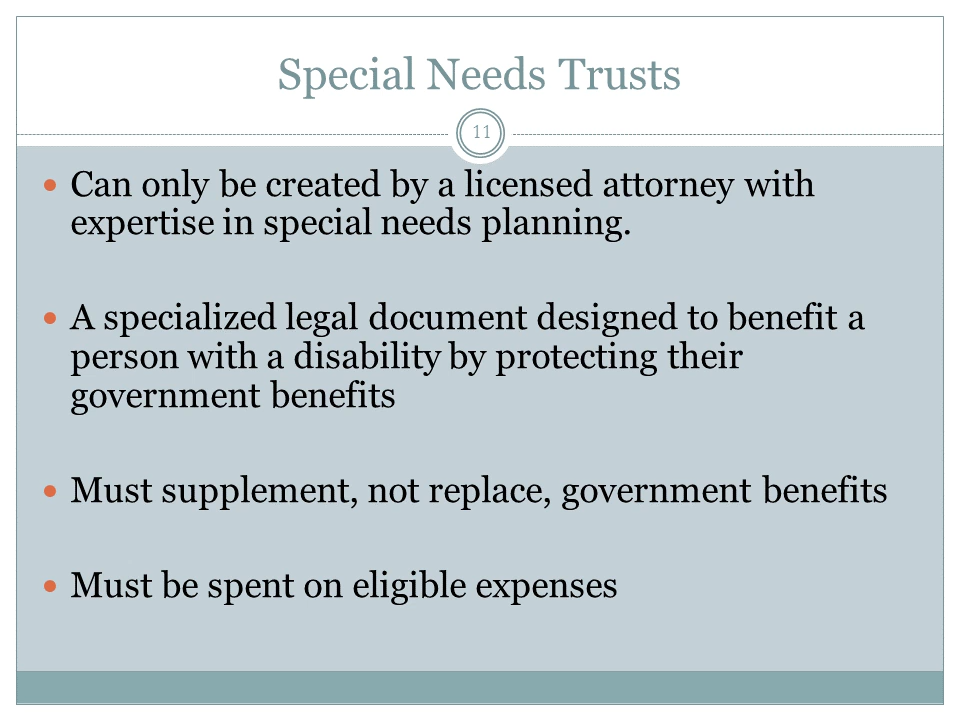 Special Needs Trusts
11
• Can only be created by a licensed attorney with
expertise in special needs planning.
• A specialized legal document designed to benefit a
person with a disability by protecting their
government benefits
• Must supplement, not replace, government benefits
• Must be spent on eligible expenses